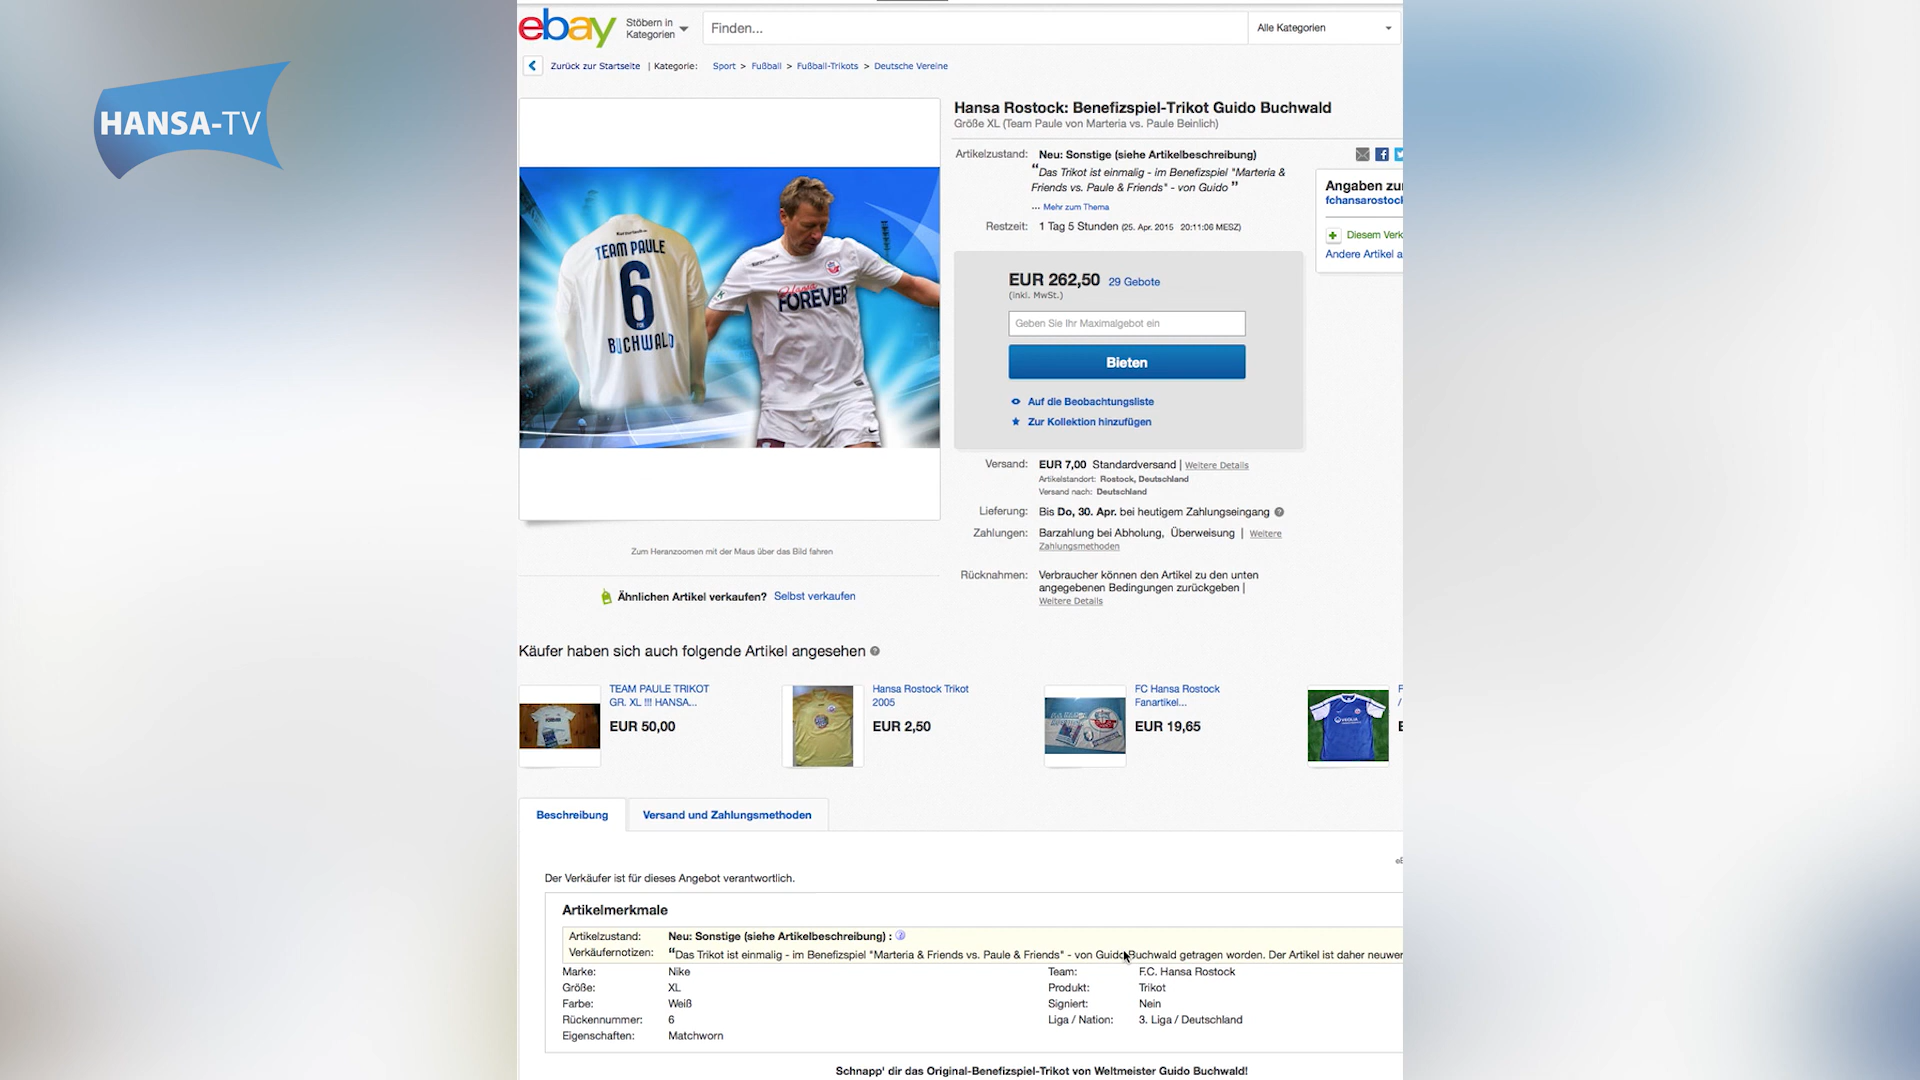 HANSA-TV
ebay
Stöbern in
Kategorien
Finden...
Alle Kategorien
Zurück zur Startseite | Kategorie: Sport > Fußball > Fußball-Trikots > Deutsche Vereine
TEAM PAULE
6
BUCHWALD
FOREVER
Zum Heranzoomen mit der Maus über das Bild fahren
Ähnlichen Artikel verkaufen? Selbst verkaufen
Hansa Rostock: Benefizspiel-Trikot Guido Buchwald
Größe XL (Team Paule von Marteria vs. Paule Beinlich)
Artikelzustand: Neu: Sonstige (siehe Artikelbeschreibung)
“Das Trikot ist einmalig - im Benefizspiel "Marteria &
Friends vs. Paule & Friends" - von Guido ”
... Mehr zum Thema
Restzeit: 1 Tag 5 Stunden (25. Apr. 2015 20:11:06 MESZ)
EUR 262,50 29 Gebote
(inkl. MwSt.)
Geben Sie Ihr Maximalgebot ein
Bieten
Auf die Beobachtungsliste
Zur Kollektion hinzufügen
Versand: EUR 7,00 Standardversand | Weitere Details
Artikelstandort: Rostock, Deutschland
Versand nach: Deutschland
Lieferung: Bis Do, 30. Apr. bei heutigem Zahlungseingang
Zahlungen: Barzahlung bei Abholung, Überweisung | Weitere
Zahlungsmethoden
Rücknahmen: Verbraucher können den Artikel zu den unten
angegebenen Bedingungen zurückgeben |
Weitere Details
Angaben zu
fchansarostoc
Diesem Verk
Andere Artikel a
Käufer haben sich auch folgende Artikel angesehen
TEAM PAULE TRIKOT
GR. XL !!! HANSA...
EUR 50,00
Hansa Rostock Trikot
2005
EUR 2,50
FC Hansa Rostock
Fanartikel...
EUR 19,65
Beschreibung
Versand und Zahlungsmethoden
Der Verkäufer ist für dieses Angebot verantwortlich.
Artikelmerkmale
Artikelzustand: Neu: Sonstige (siehe Artikelbeschreibung) :
Verkäufernotizen: “Das Trikot ist einmalig - im Benefizspiel "Marteria & Friends vs. Paule & Friends" - von Guido Buchwald getragen worden. Der Artikel ist daher neuwer
Marke: Nike Team: F.C. Hansa Rostock
Größe: XL Produkt: Trikot
Farbe: Weiß Signiert: Nein
Rückennummer: 6 Liga / Nation: 3. Liga / Deutschland
Eigenschaften: Matchworn
Schnapp' dir das Original-Benefizspiel-Trikot von Weltmeister Guido Buchwald!